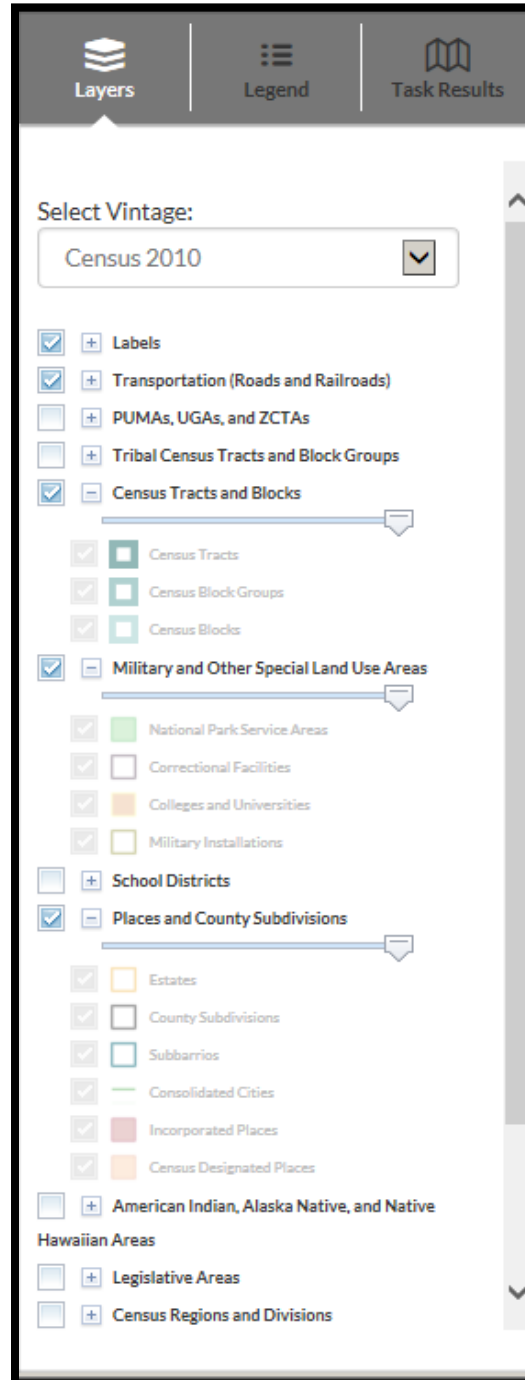 Layers Legend Task Results
Select Vintage:
Census 2010
Labels
Transportation (Roads and Railroads)
PUMAs, UGAs, and ZCTAs
Tribal Census Tracts and Block Groups
Census Tracts and Blocks
Census Tracts
Census Block Groups
Census Blocks
Military and Other Special Land Use Areas
National Park Service Areas
Correctional Facilities
Colleges and Universities
Military Installations
School Districts
Places and County Subdivisions
Estates
County Subdivisions
Subbarrios
Consolidated Cities
Incorporated Places
Census Designated Places
American Indian, Alaska Native, and Native
Hawaiian Areas
Legislative Areas
Census Regions and Divisions